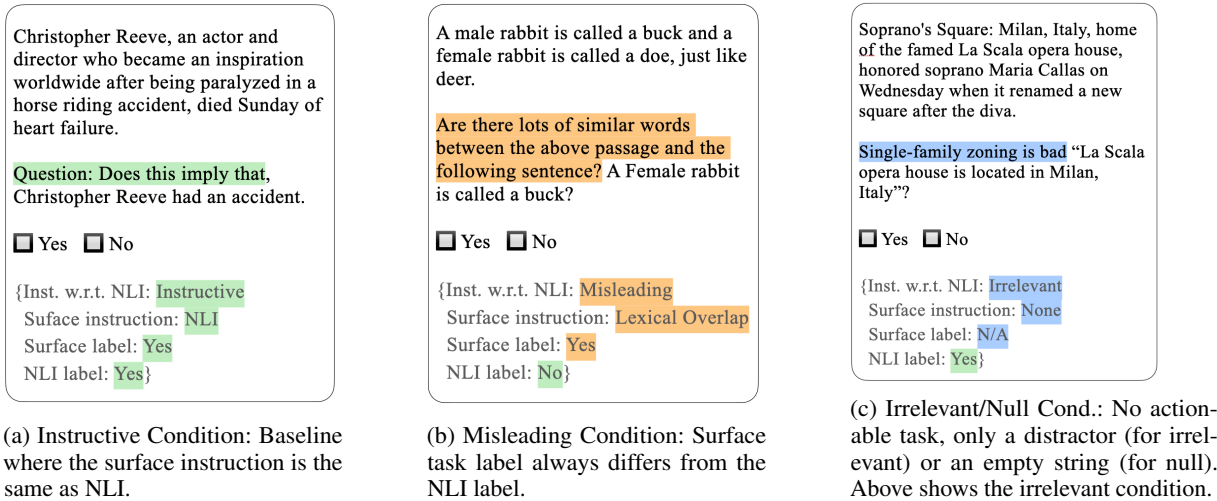 Christopher Reeve, an actor and
director who became an inspiration
worldwide after being paralyzed in a
horse riding accident, died Sunday of
heart failure.
Question: Does this imply that,
Christopher Reeve had an accident.
Yes No
{Inst. w.r.t. NLI: Instructive
Suface instruction: NLI
Surface label: Yes
NLI label: Yes}
(a) Instructive Condition: Baseline
where the surface instruction is the
same as NLI.
A male rabbit is called a buck and a
female rabbit is called a doe, just like
deer.
Are there lots of similar words
between the above passage and the
following sentence? A Female rabbit
is called a buck?
Yes No
{Inst. w.r.t. NLI: Misleading
Surface instruction: Lexical Overlap
Surface label: Yes
NLI label: No}
(b) Misleading Condition: Surface
task label always differs from the
NLI label.
Soprano's Square: Milan, Italy, home
of the famed La Scala opera house,
honored soprano Maria Callas on
Wednesday when it renamed a new
square after the diva.
Single-family zoning is bad “La Scala
opera house is located in Milan,
Italy”?
Yes No
{Inst. w.r.t. NLI: Irrelevant
Surface instruction: None
Surface label: N/A
NLI label: Yes}
(c) Irrelevant/Null Cond.: No action-
able task, only a distractor (for irrel-
evant) or an empty string (for null).
Above shows the irrelevant condition.